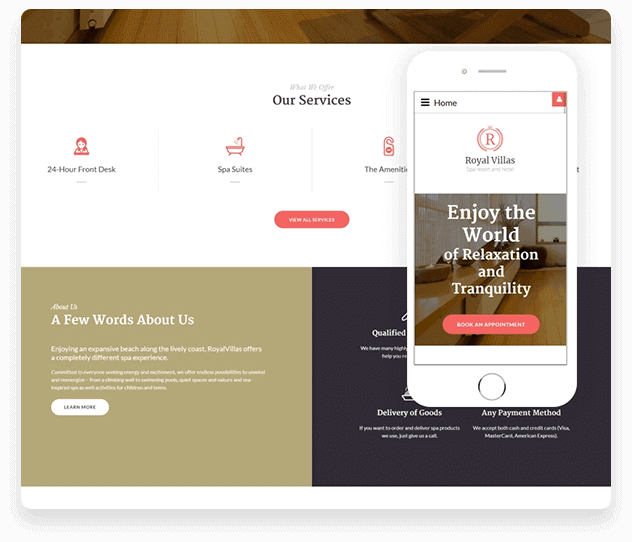 What We Offer
Our Services
24-Hour Front Desk
Spa Suites
The Ameniti
t
VIEW ALL SERVICES
About Us
A Few Words About Us
Enjoying an expansive beach along the lively coast, RoyalVillas offers
a completely different spa experience.
Committed to everyone seeking energy and excitement, we offer endless possibilities to unwind
and reenergize - from a climbing wall to swimming pools, quiet spaces and nature and sea-
inspired spa as well activities for children and teens.
LEARN MORE
Qualified
We have many highly
help you re
Delivery of Goods
If you want to order and deliver spa products
we use, just give us a call.
Any Payment Method
We accept both cash and credit cards (Visa,
MasterCard, American Express).
Home
R
Royal Villas
Spa resort and hotel
Enjoy the
World
of Relaxation
and
Tranquility
BOOK AN APPOINTMENT